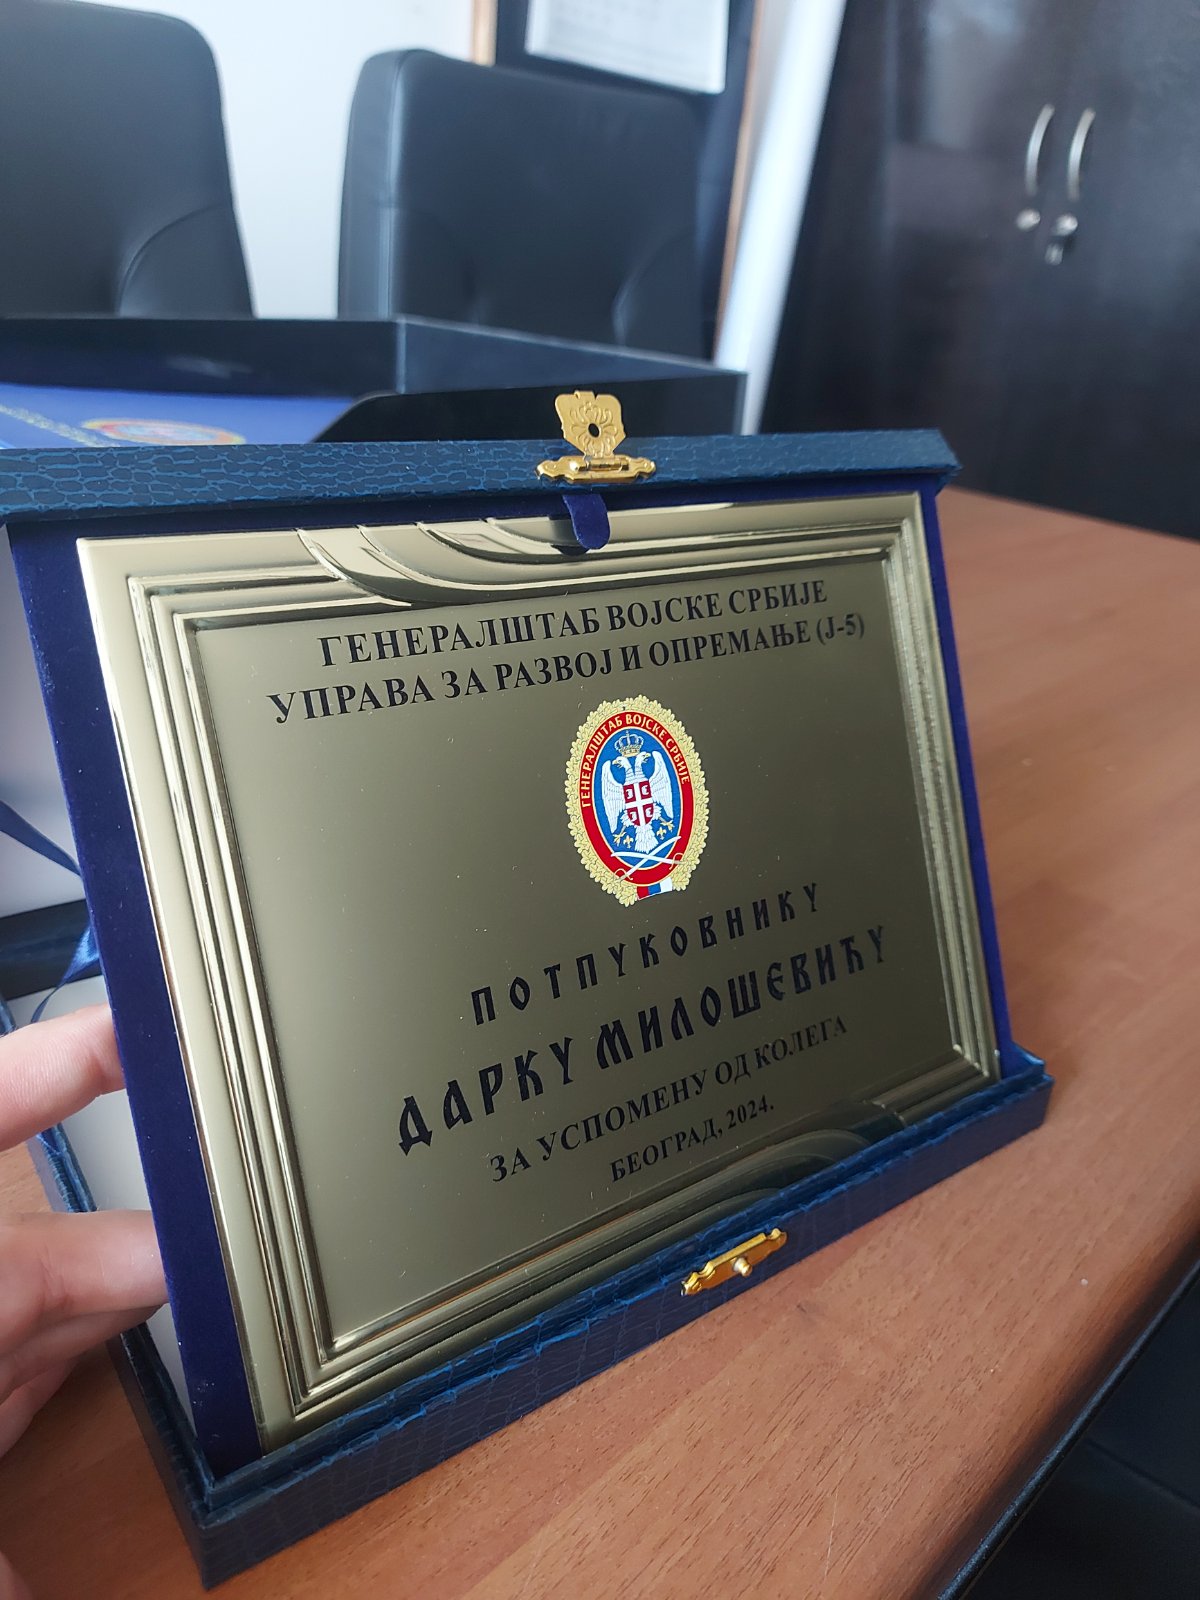 ГЕНЕРАЛШТАБ ВОЈСКЕ СРБИЈЕ
УПРАВА ЗА РАЗВОЈ И ОПРЕМАЊЕ (Ј-5)
ГЕНЕРАЛШТАБ ВОЈСКЕ СРБИЈЕ
ПОТПУКОВНИКУ
ДАРКУ МИЛОШЕВИЋУ
ЗА УСПОМЕНУ ОД КОЛЕГА
БЕОГРАД, 2024.